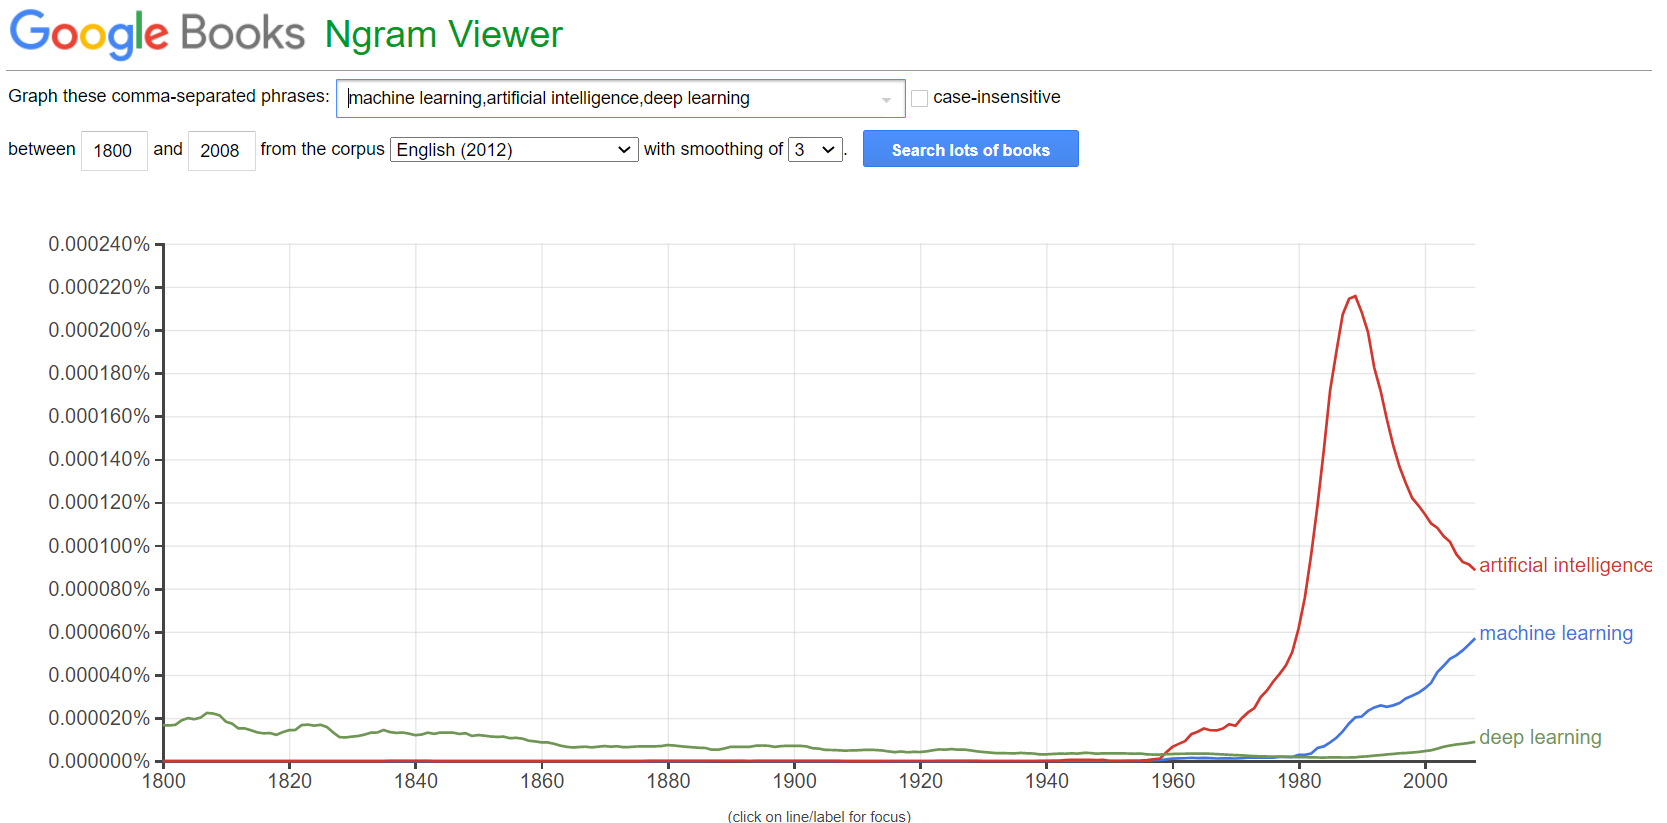 Google Books Ngram Viewer
Graph these comma-separated phrases: machine learning,artificial intelligence,deep learning case-insensitive
between 1800 and 2008 from the corpus English (2012) with smoothing of 3 . Search lots of books
0.000240%
0.000220%
0.000200%
0.000180%
0.000160%
0.000140%
0.000120%
0.000100%
0.000080%
0.000060%
0.000040%
0.000020%
0.000000%
artificial intelligence
machine learning
deep learning
1800 1820 1840 1860 1880 1900 1920 1940 1960 1980 2000
(click on line/label for focus)